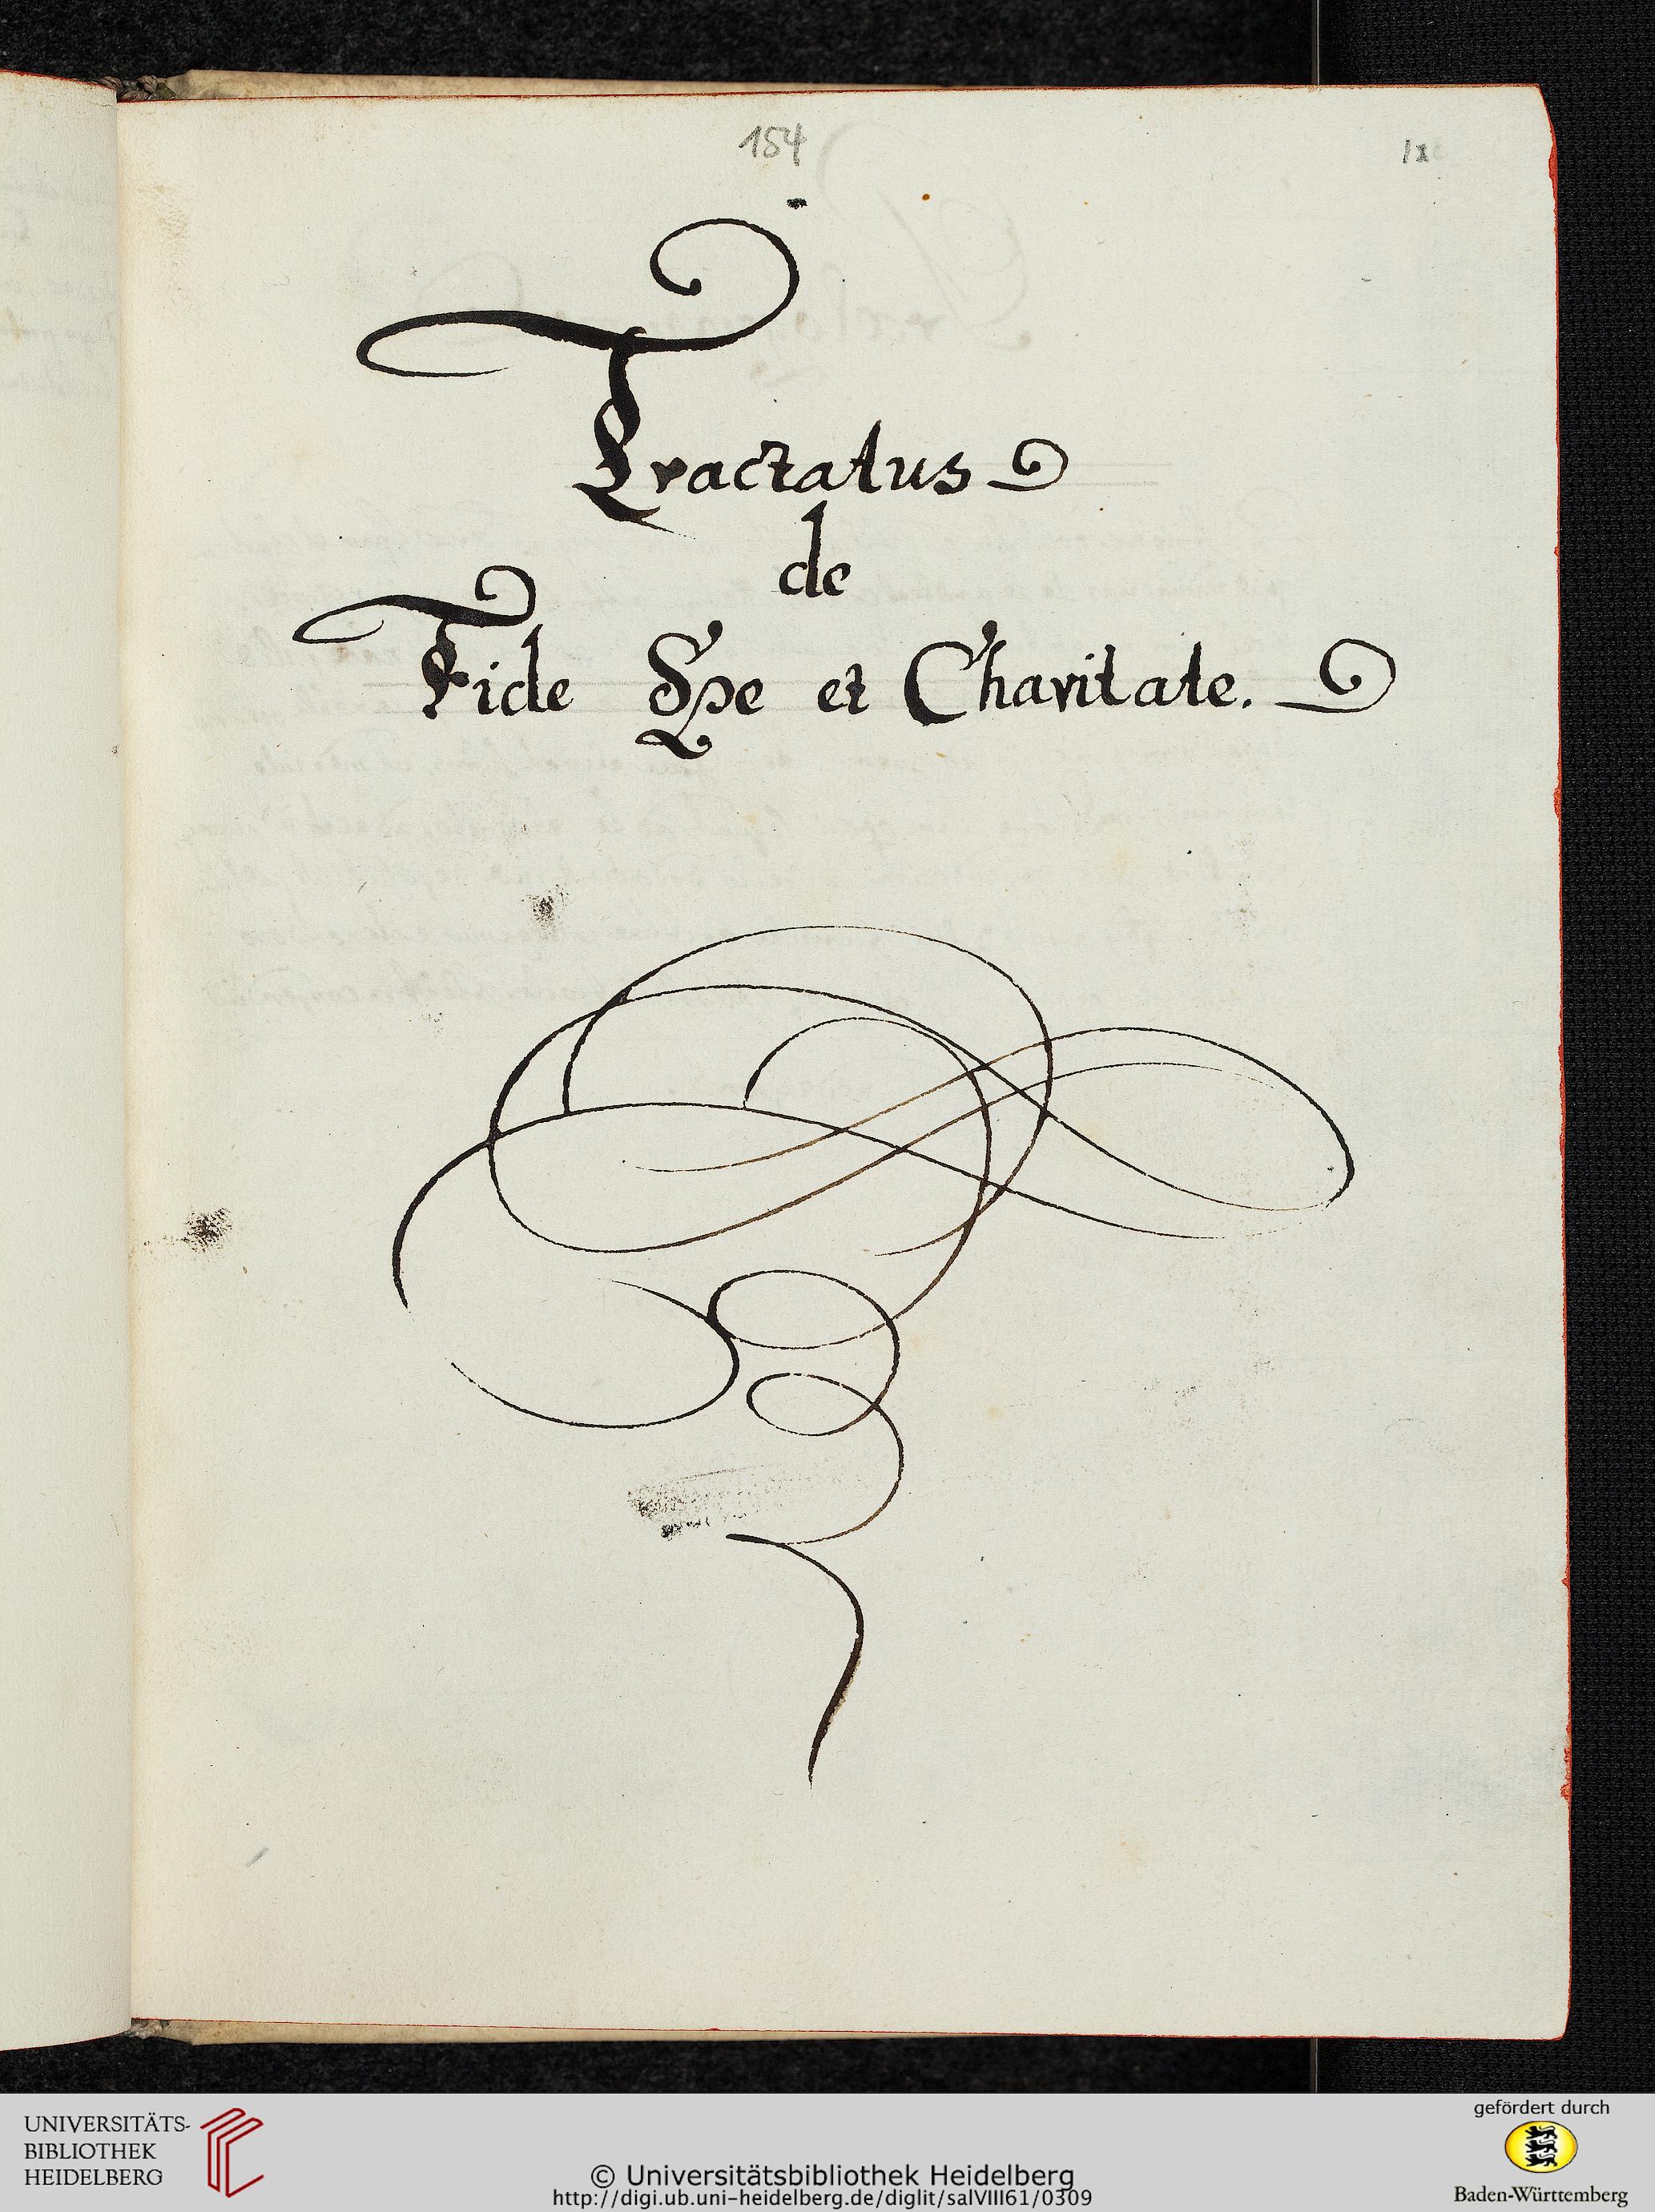 154
Tractatus
de
Fide Spe et Charitate.
UNIVERSITÄTS-
BIBLIOTHEK
HEIDELBERG
© Universitätsbibliothek Heidelberg
http://digi.ub.uni-heidelberg.de/diglit/salVIII61/0309
gefördert durch
Baden-Württemberg